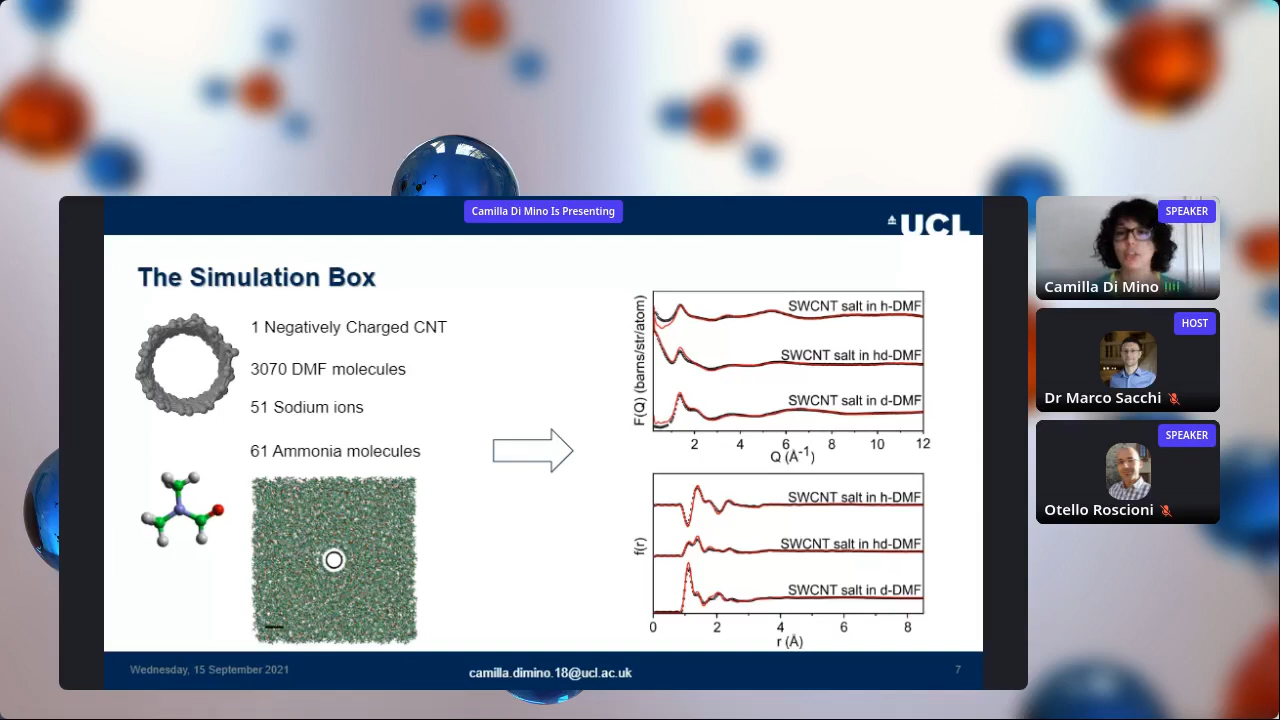 Camilla Di Mino Is Presenting
UCL
The Simulation Box
1 Negatively Charged CNT
3070 DMF molecules
51 Sodium ions
61 Ammonia molecules
F(Q) (barns/str/atom)
SWCNT salt in h-DMF
SWCNT salt in hd-DMF
SWCNT salt in d-DMF
2 4 6 8 10 12
Q (Å⁻¹)
f(r)
SWCNT salt in h-DMF
SWCNT salt in hd-DMF
SWCNT salt in d-DMF
0 2 4 6 8
r (Å)
Wednesday, 15 September 2021
camilla.dimino.18@ucl.ac.uk
7
SPEAKER
Camilla Di Mino
HOST
Dr Marco Sacchi
SPEAKER
Otello Roscioni